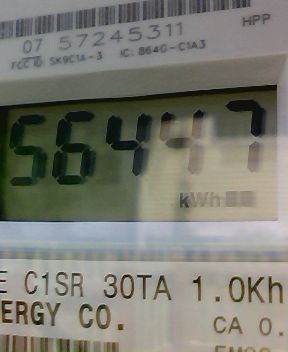 HPP
07 57245311
FCC ID: SK9C1A-3 IC: 864G-C1A3
56447
kWh
E C1SR 30TA 1.0Kh
NERGY CO.
CA 0.